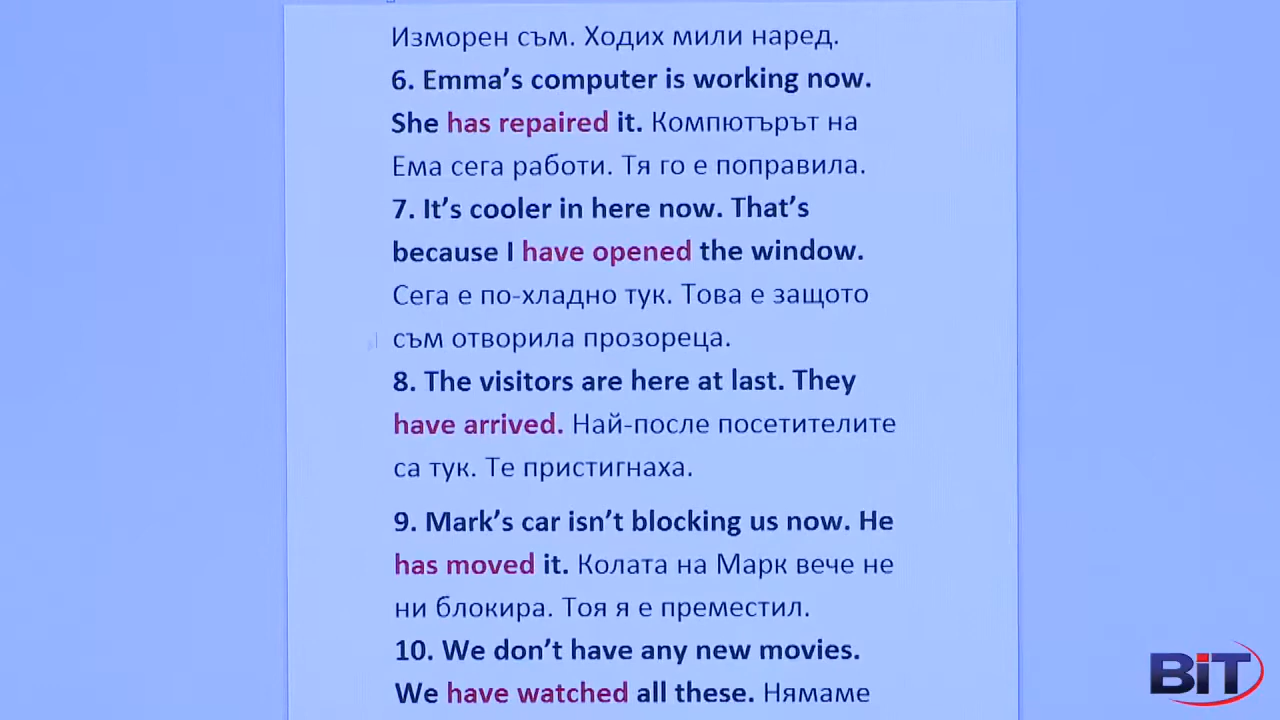 Изморен съм. Ходих мили наред.
6. Emma’s computer is working now.
She has repaired it. Компютърът на
Ема сега работи. Тя го е поправила.
7. It’s cooler in here now. That’s
because I have opened the window.
Сега е по-хладно тук. Това е защото
съм отворила прозореца.
8. The visitors are here at last. They
have arrived. Най-после посетителите
са тук. Те пристигнаха.
9. Mark’s car isn’t blocking us now. He
has moved it. Колата на Марк вече не
ни блокира. Тоя я е преместил.
10. We don’t have any new movies.
We have watched all these. Нямаме
BiT